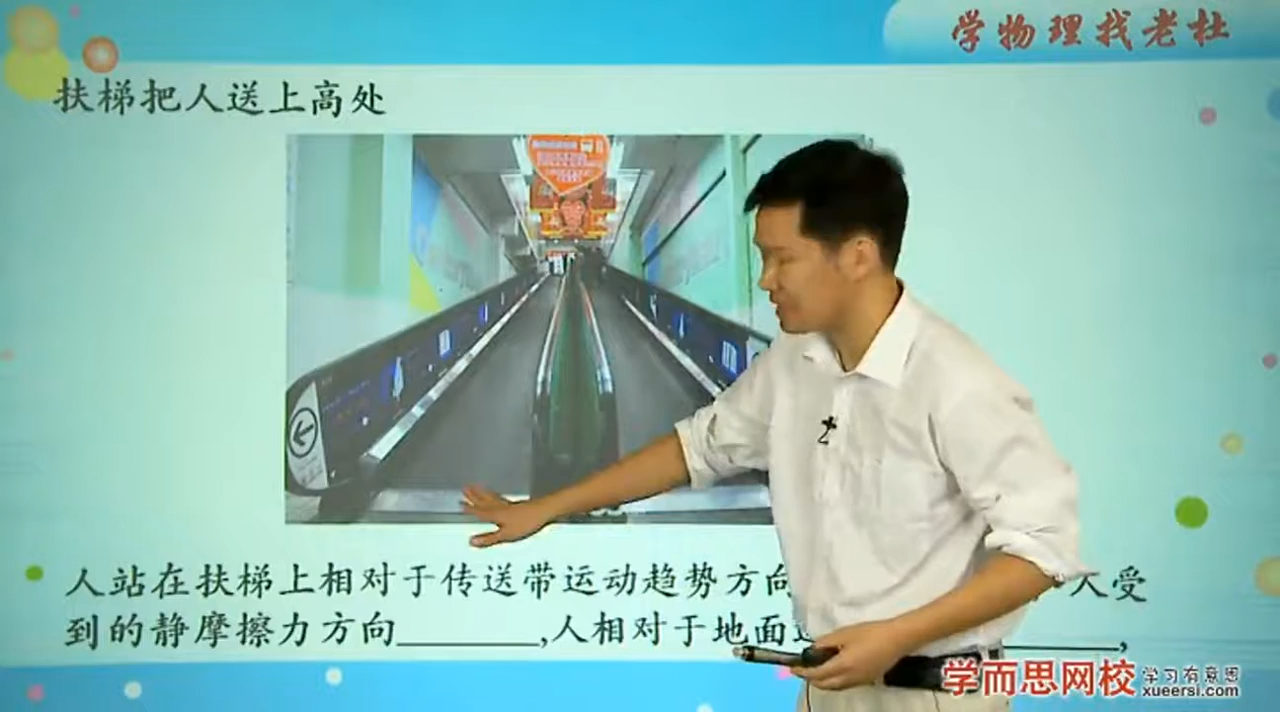 学物理找老杜
扶梯把人送上高处
人站在扶梯上相对于传送带运动趋势方向 人受
到的静摩擦力方向_______,人相对于地面 _______,
学而思网校 学习有意思
xueersi.com